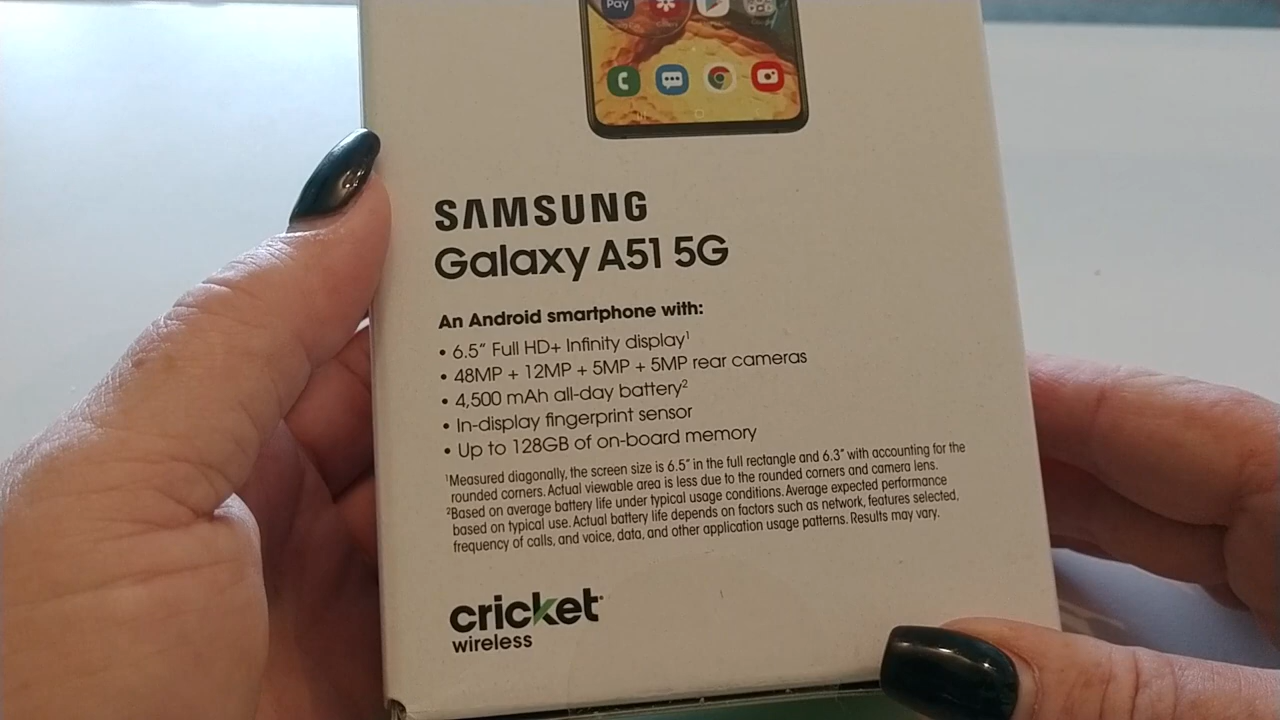 Pay
SAMSUNG
Galaxy A51 5G
An Android smartphone with:
• 6.5" Full HD+ Infinity display¹
• 48MP + 12MP + 5MP + 5MP rear cameras
• 4,500 mAh all-day battery²
• In-display fingerprint sensor
• Up to 128GB of on-board memory
¹Measured diagonally, the screen size is 6.5" in the full rectangle and 6.3" with accounting for the
rounded corners. Actual viewable area is less due to the rounded corners and camera lens.
²Based on average battery life under typical usage conditions. Average expected performance
based on typical use. Actual battery life depends on factors such as network, features selected,
frequency of calls, and voice, data, and other application usage patterns. Results may vary.
cricket
wireless